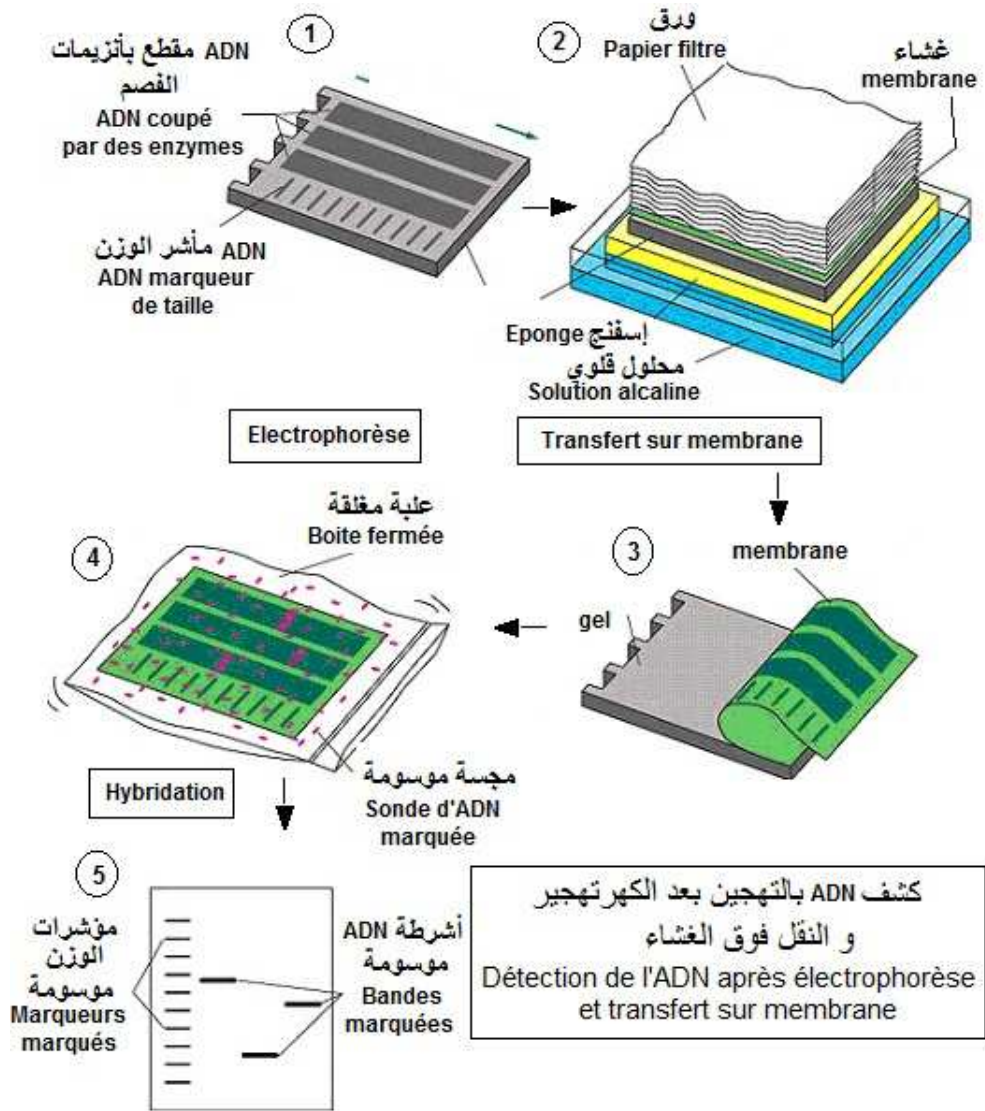 1
ADN مقطع بأنزيمات
الفصم
ADN coupé
par des enzymes
ADN مأشر الوزن
ADN marqueur
de taille
2
ورق
Papier filtre
غشاء
membrane
Eponge إسفنج
محلول قلوي
Solution alcaline
Electrophorèse
Transfert sur membrane
3
membrane
gel
4
علبة مغلقة
Boite fermée
مجسة موسومة
Sonde d'ADN
marquée
Hybridation
5
مؤشرات
الوزن
موسومة
Marqueurs
marqués
أشرطة ADN
موسومة
Bandes
marquées
كشف ADN بالتهجين بعد الكهرتهجير
و النقل فوق الغشاء
Détection de l'ADN après électrophorèse
et transfert sur membrane